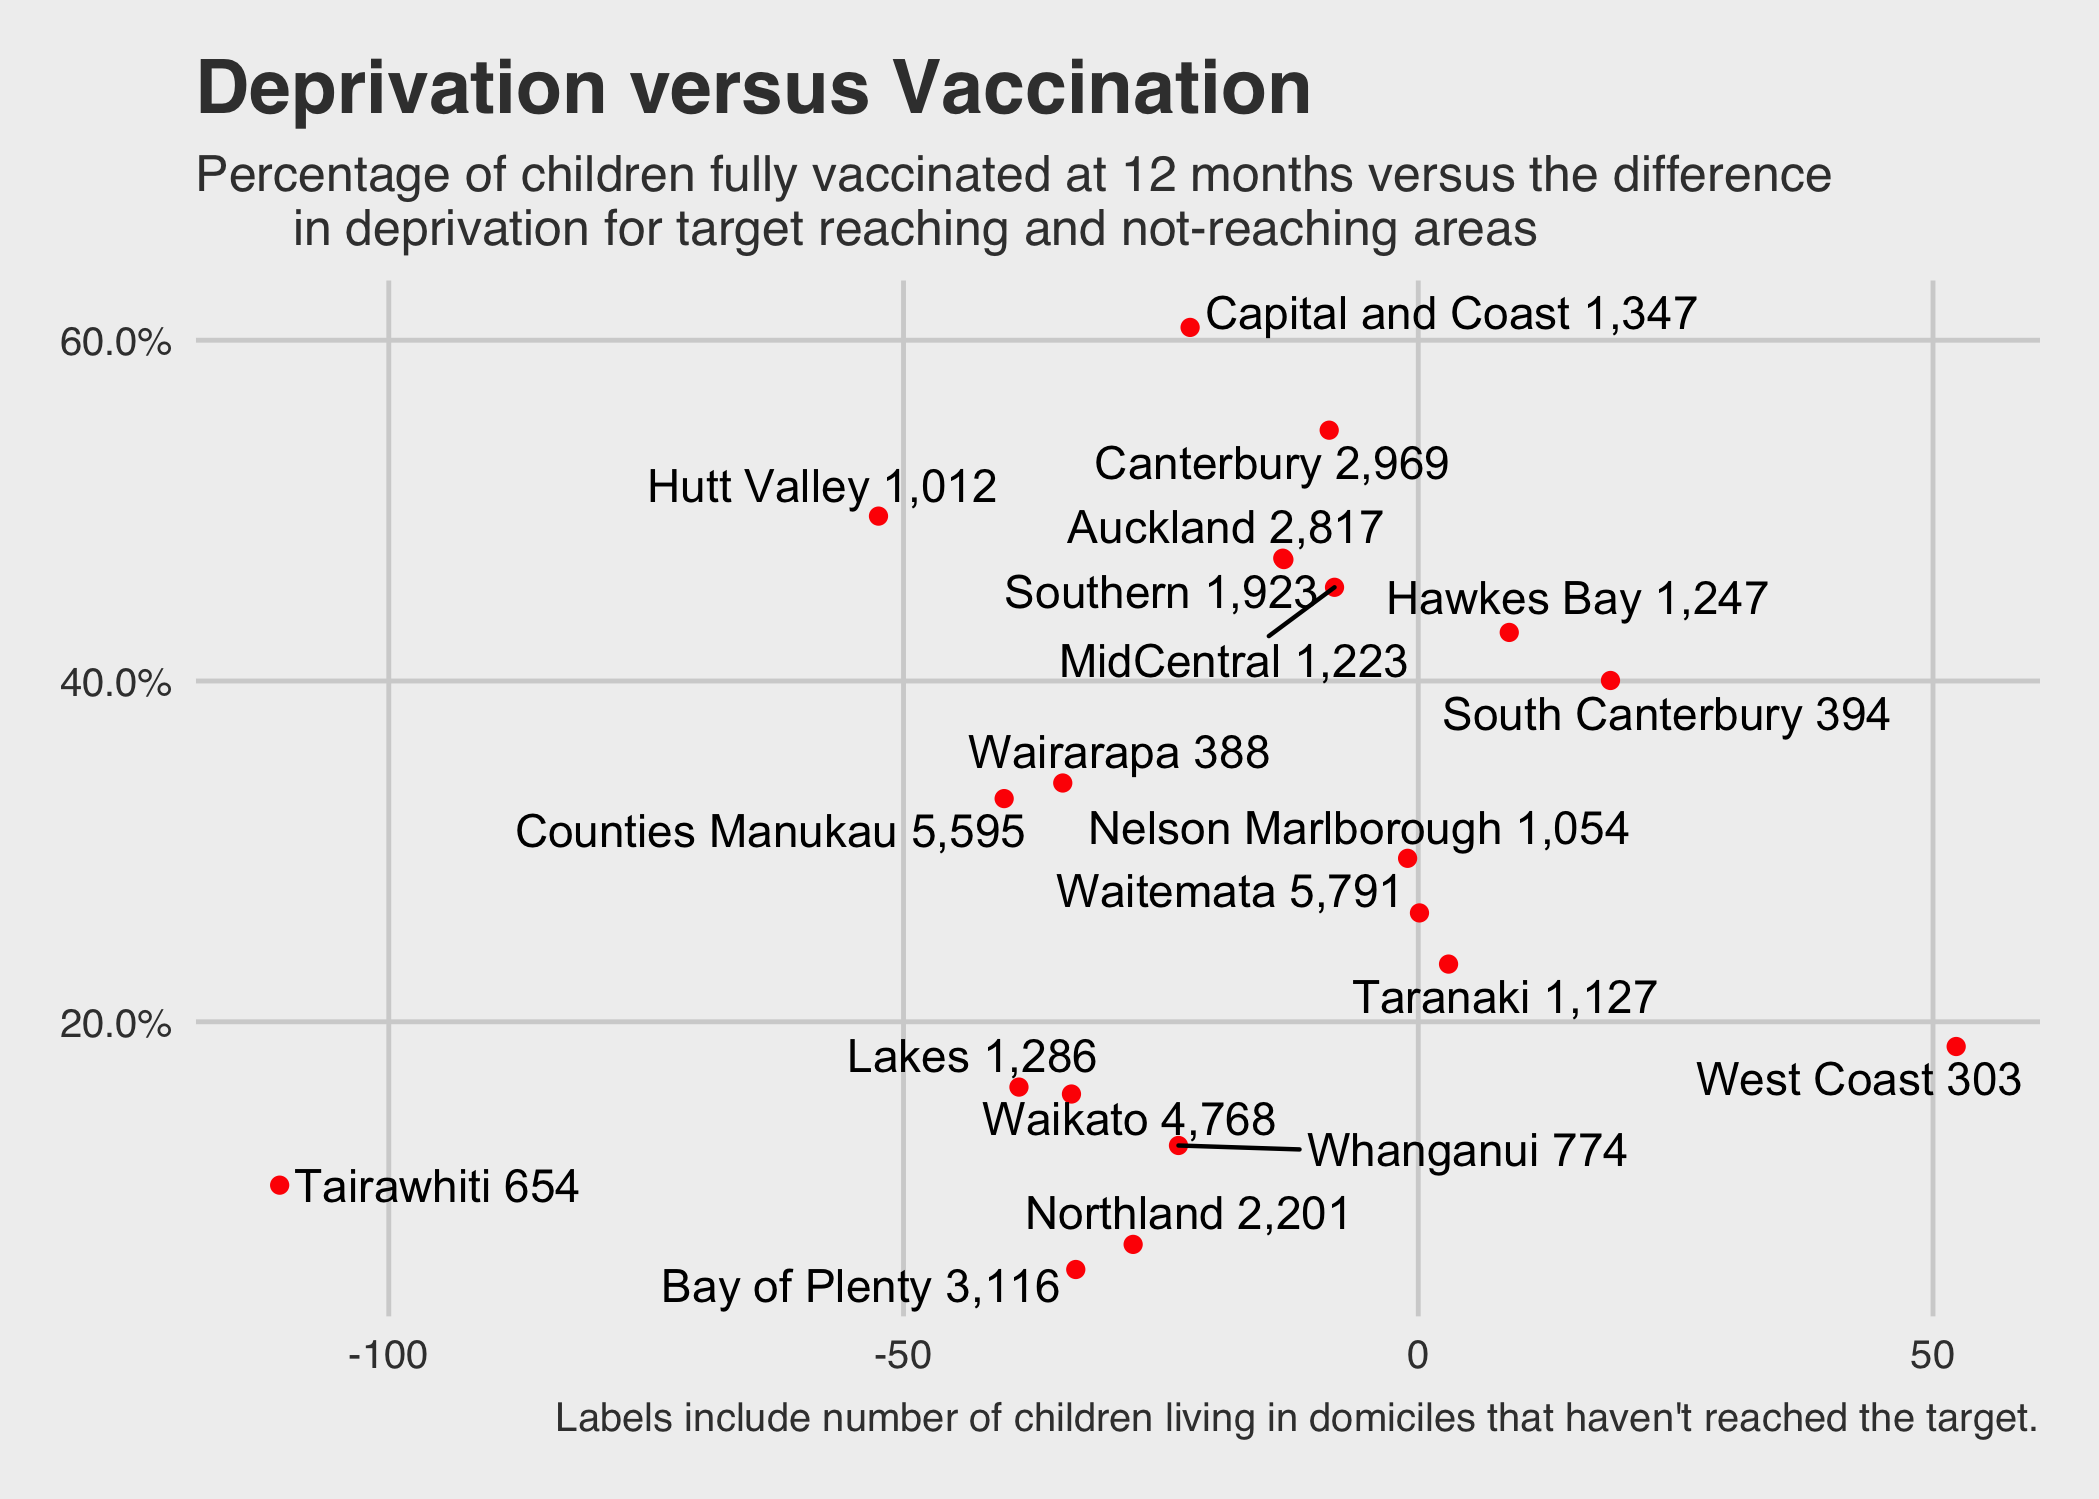 Deprivation versus Vaccination
Percentage of children fully vaccinated at 12 months versus the difference
in deprivation for target reaching and not-reaching areas
Capital and Coast 1,347
60.0%
Canterbury 2,969
Hutt Valley 1,012
Auckland 2,817
Southern 1,923
Hawkes Bay 1,247
MidCentral 1,223
40.0%
South Canterbury 394
Wairarapa 388
Counties Manukau 5,595
Nelson Marlborough 1,054
Waitemata 5,791
Taranaki 1,127
20.0%
Lakes 1,286
West Coast 303
Waikato 4,768
Whanganui 774
Tairawhiti 654
Northland 2,201
Bay of Plenty 3,116
-100 -50 0 50
Labels include number of children living in domiciles that haven't reached the target.